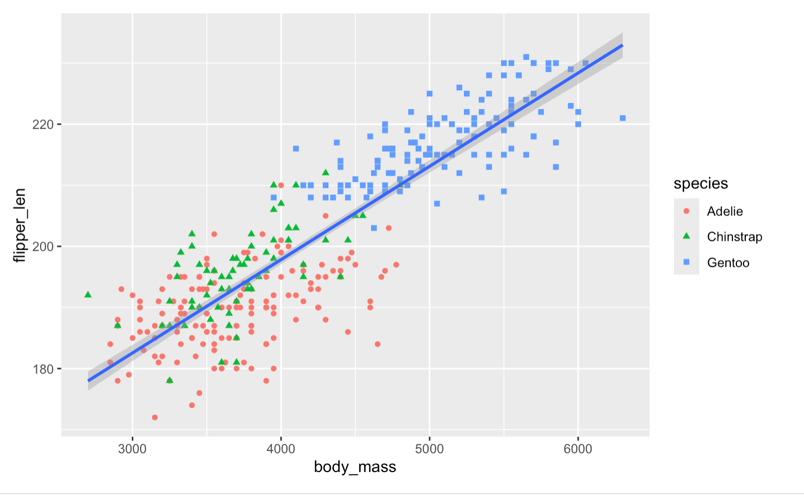 220
200
180
flipper_len
3000 4000 5000 6000
body_mass
species
Adelie
Chinstrap
Gentoo